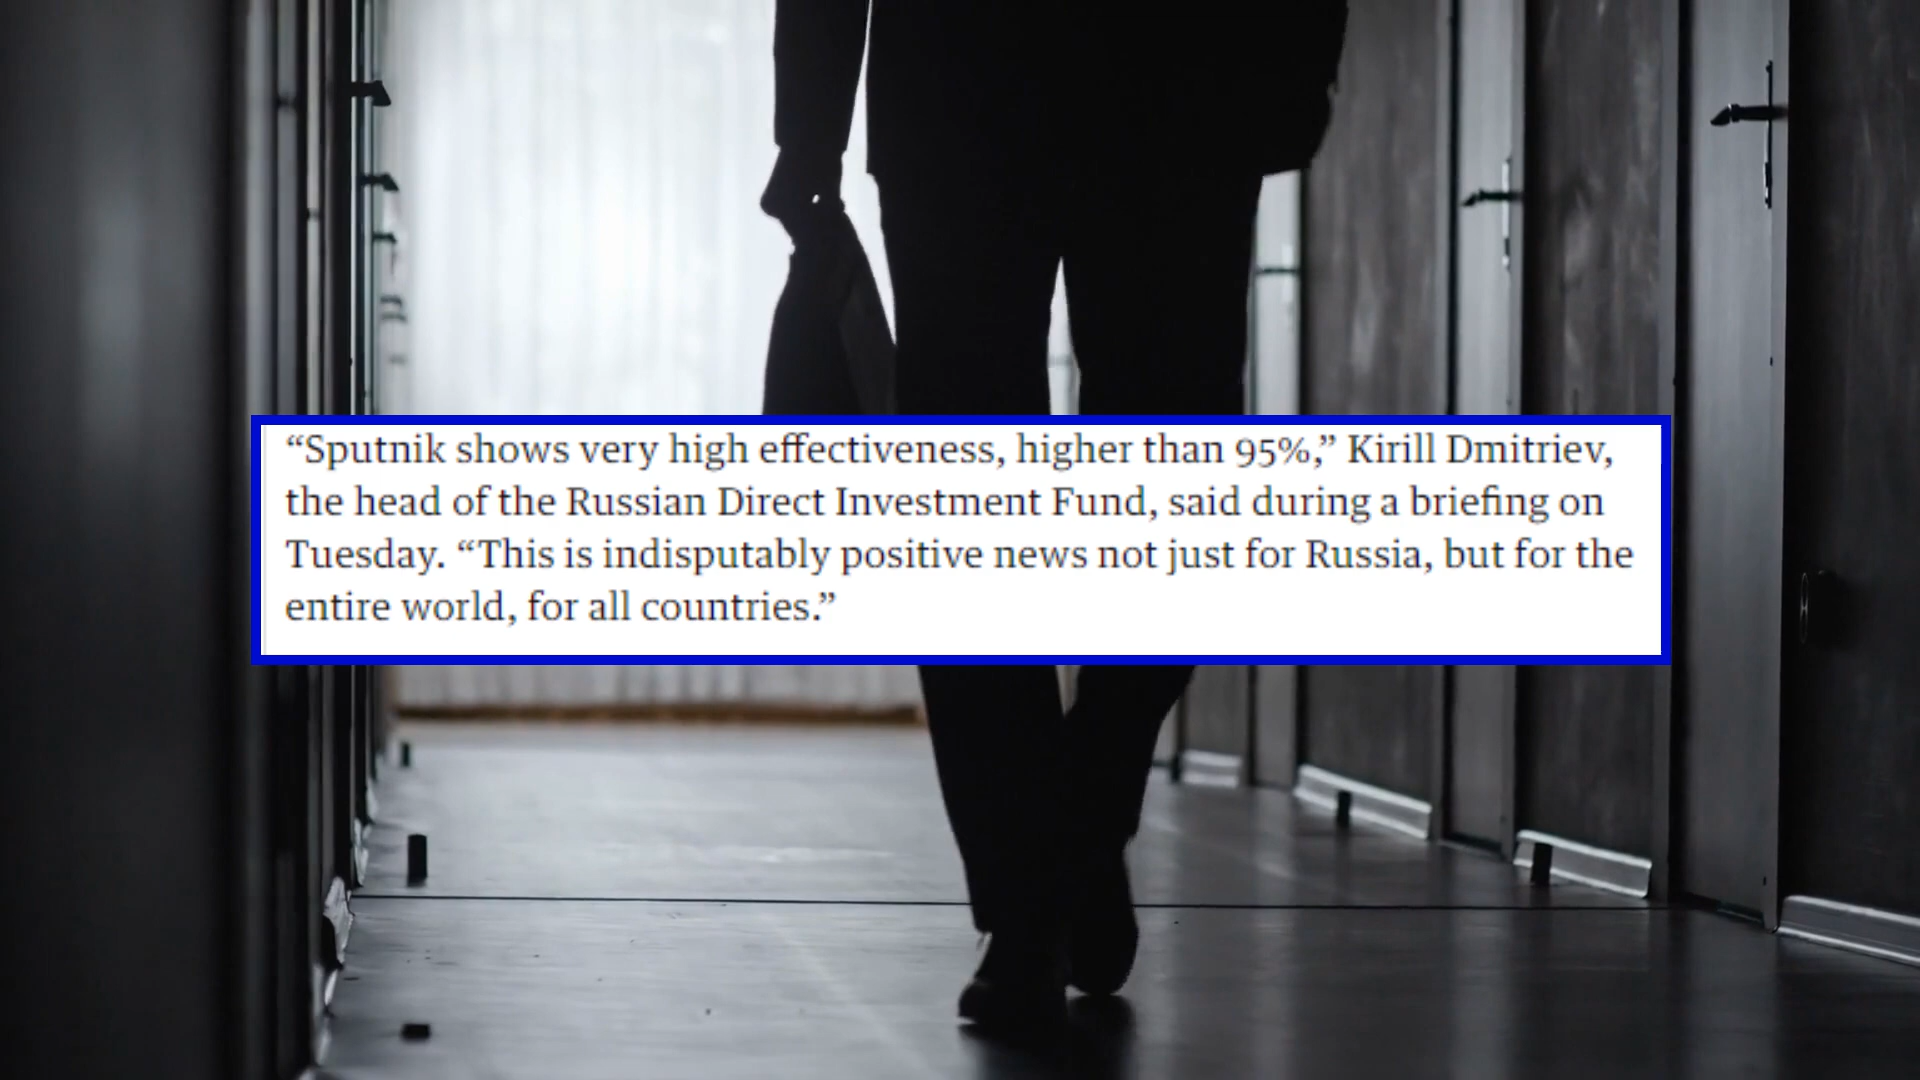 “Sputnik shows very high effectiveness, higher than 95%,” Kirill Dmitriev,
the head of the Russian Direct Investment Fund, said during a briefing on
Tuesday. “This is indisputably positive news not just for Russia, but for the
entire world, for all countries.”